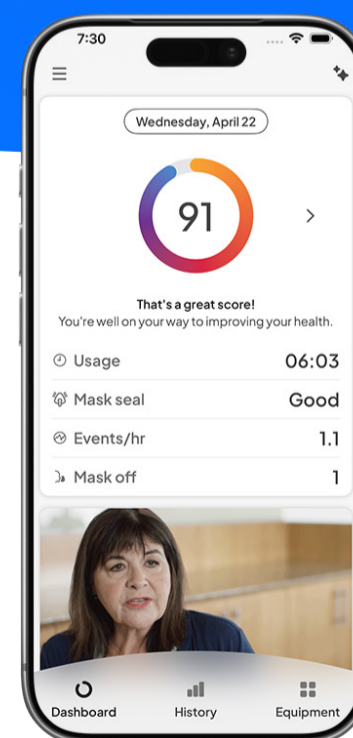 7:30
Wednesday, April 22
91
That's a great score!
You're well on your way to improving your health.
Usage 06:03
Mask seal Good
Events/hr 1.1
Mask off 1
Dashboard History Equipment